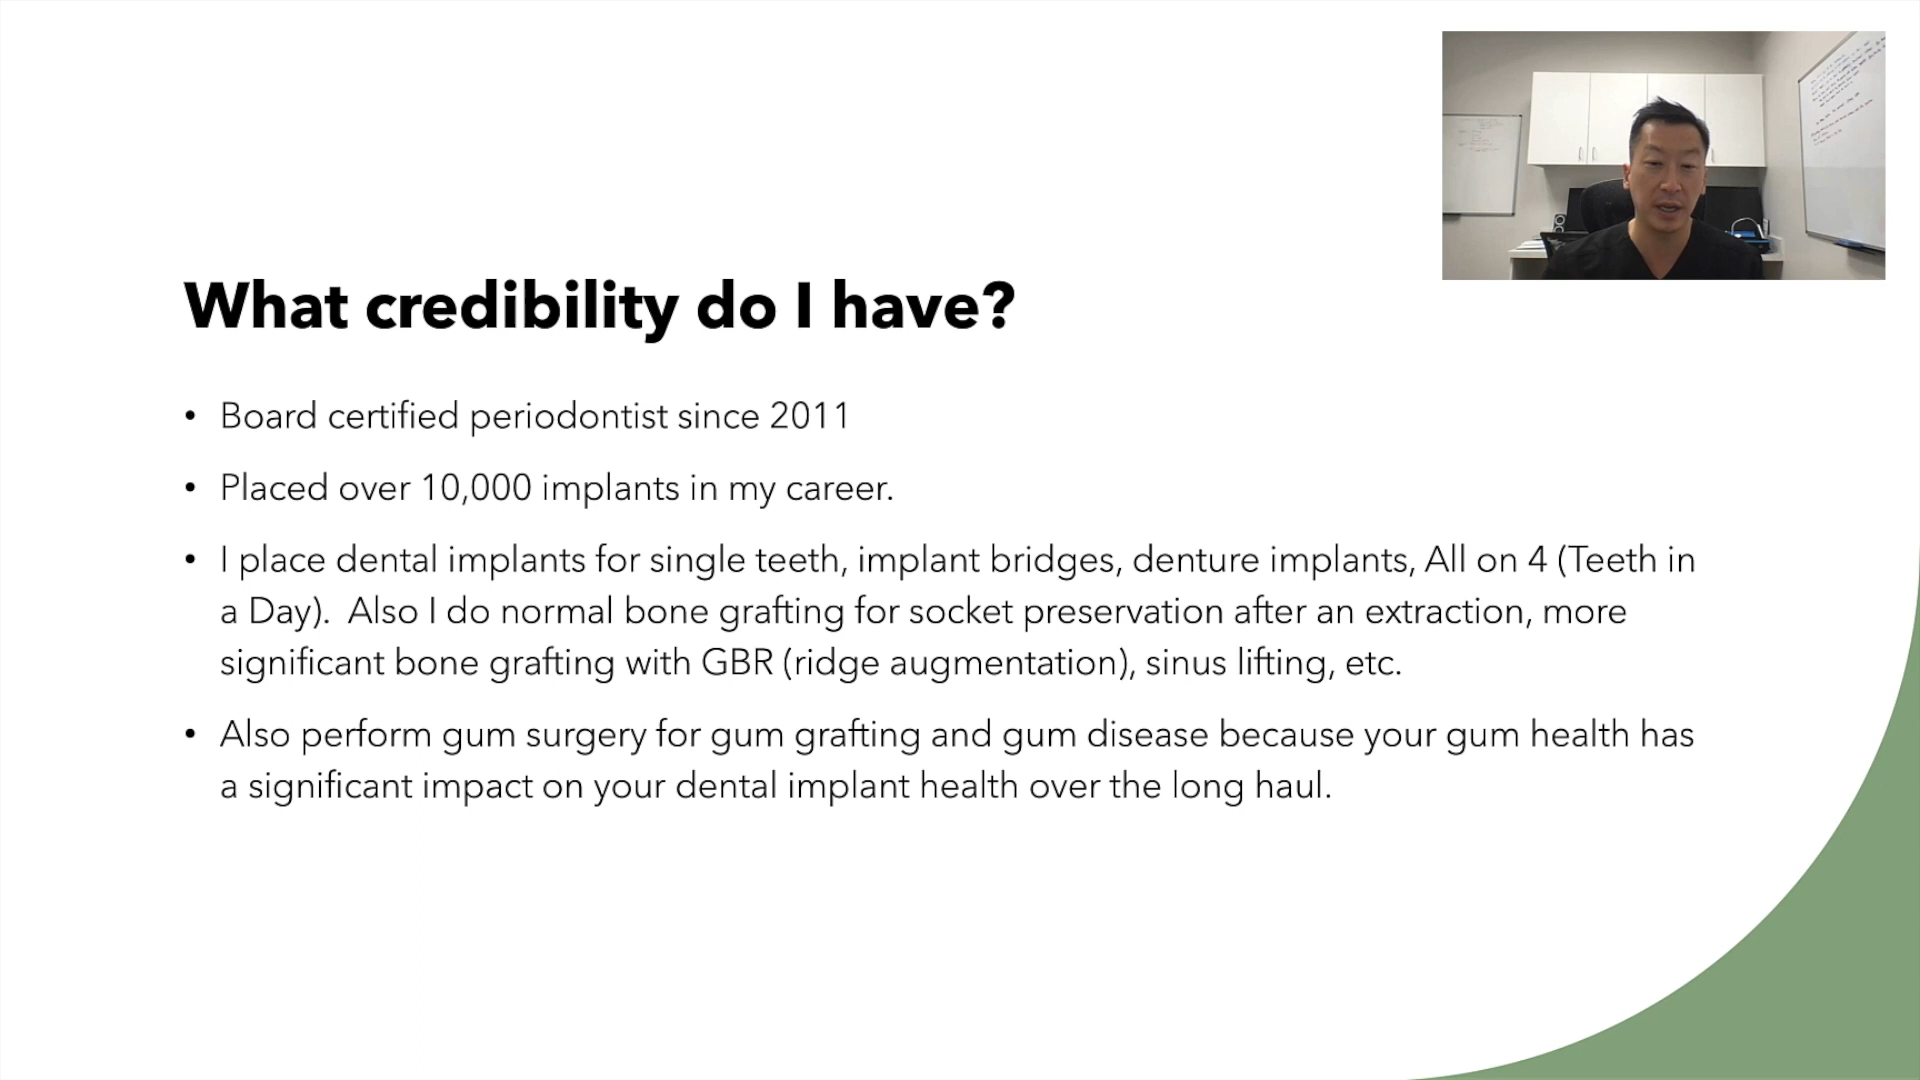 What credibility do I have?
• Board certified periodontist since 2011
• Placed over 10,000 implants in my career.
• I place dental implants for single teeth, implant bridges, denture implants, All on 4 (Teeth in
a Day).  Also I do normal bone grafting for socket preservation after an extraction, more
significant bone grafting with GBR (ridge augmentation), sinus lifting, etc.
• Also perform gum surgery for gum grafting and gum disease because your gum health has
a significant impact on your dental implant health over the long haul.